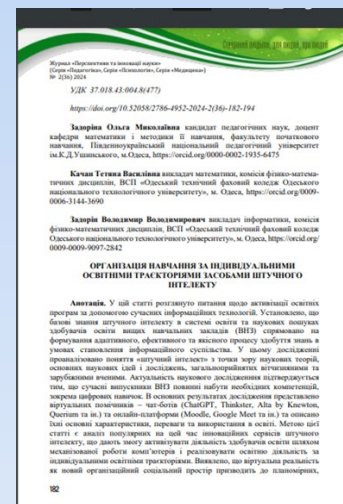 Сучасний людині, для людей, про людей
Журнал «Перспективи та інновації науки»
(Серія «Педагогіка», Серія «Психологія», Серія «Медицина»)
№ 2(36) 2024
УДК 37.018.43:004.8(477)
https://doi.org/10.52058/2786-4952-2024-2(36)-182-194
Задоріна Ольга Миколаївна кандидат педагогічних наук, доцент
кафедри математики і методики її навчання, факультету початкового
навчання, Південноукраїнський національний педагогічний університет
ім.К.Д.Ушинського, м.Одеса, https://orcid.org/0000-0002-1935-6475
Качан Тетяна Василівна викладач математики, комісія фізико-матема-
тичних дисциплін, ВСП «Одеський технічний фаховий коледж Одеського
національного технологічного університету», м. Одеса, https://orcid.org/0009-
0006-3144-3690
Задорін Володимир Володимирович викладач інформатики, комісія
фізико-математичних дисциплін, ВСП «Одеський технічний фаховий коледж
Одеського національного технологічного університету», м. Одеса, https://orcid.org/
0009-0009-9097-2842
ОРГАНІЗАЦІЯ НАВЧАННЯ ЗА ІНДИВІДУАЛЬНИМИ
ОСВІТНІМИ ТРАЄКТОРІЯМИ ЗАСОБАМИ ШТУЧНОГО
ІНТЕЛЕКТУ
Анотація. У цій статті розглянуто питання щодо активізації освітніх
програм за допомогою сучасних інформаційних технологій. Установлено, що
базові знання штучного інтелекту в системі освіти та наукових пошуках
здобувачів освіти вищих навчальних закладів (ВНЗ) спрямовано на
формування адаптивного, ефективного та якісного процесу здобуття знань в
умовах становлення інформаційного суспільства. У цьому дослідженні
проаналізовано поняття «штучний інтелект» з точки зору наукових теорій,
основних наукових ідей і досліджень, загальноприйнятих вітчизняними та
зарубіжними вченими. Актуальність наукового дослідження підтверджується
тим, що сучасні випускники ВНЗ повинні набути необхідних компетенцій,
зокрема цифрових навичок. В основних результатах дослідження представлено
віртуальних помічників – чат-ботів (ChatGPT, Thinkster, Alta by Knewton,
Querium та ін.) та онлайн-платформи (Moodle, Google Meet та ін.) та описано
їхні основні характеристики, переваги та використання в освіті. Метою цієї
статті є аналіз популярних на цей час інноваційних сервісів штучного
інтелекту, що дають змогу активізувати діяльність здобувачів освіти шляхом
механізованої роботи комп'ютерів і реалізовувати освітню діяльність за
індивідуальними освітніми траєкторіями. Виявлено, що віртуальна реальність
як новий організаційний соціальний простір призводить до планомірних,
182